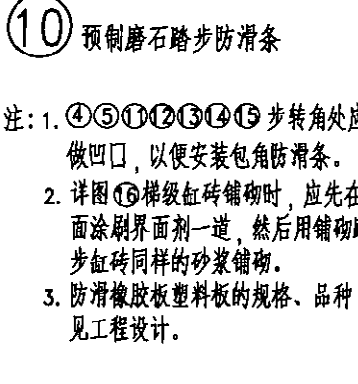 ⑩ 预制磨石踏步防滑条
注: 1. ④⑤⑪⑫⑬⑭⑮ 步转角处应
做凹口，以便安装包角防滑条。
2. 详图⑯梯级缸砖铺砌时，应先在
面涂刷界面剂一道，然后用铺砌踏
步缸砖同样的砂浆铺砌。
3. 防滑橡胶板塑料板的规格、品种
见工程设计。